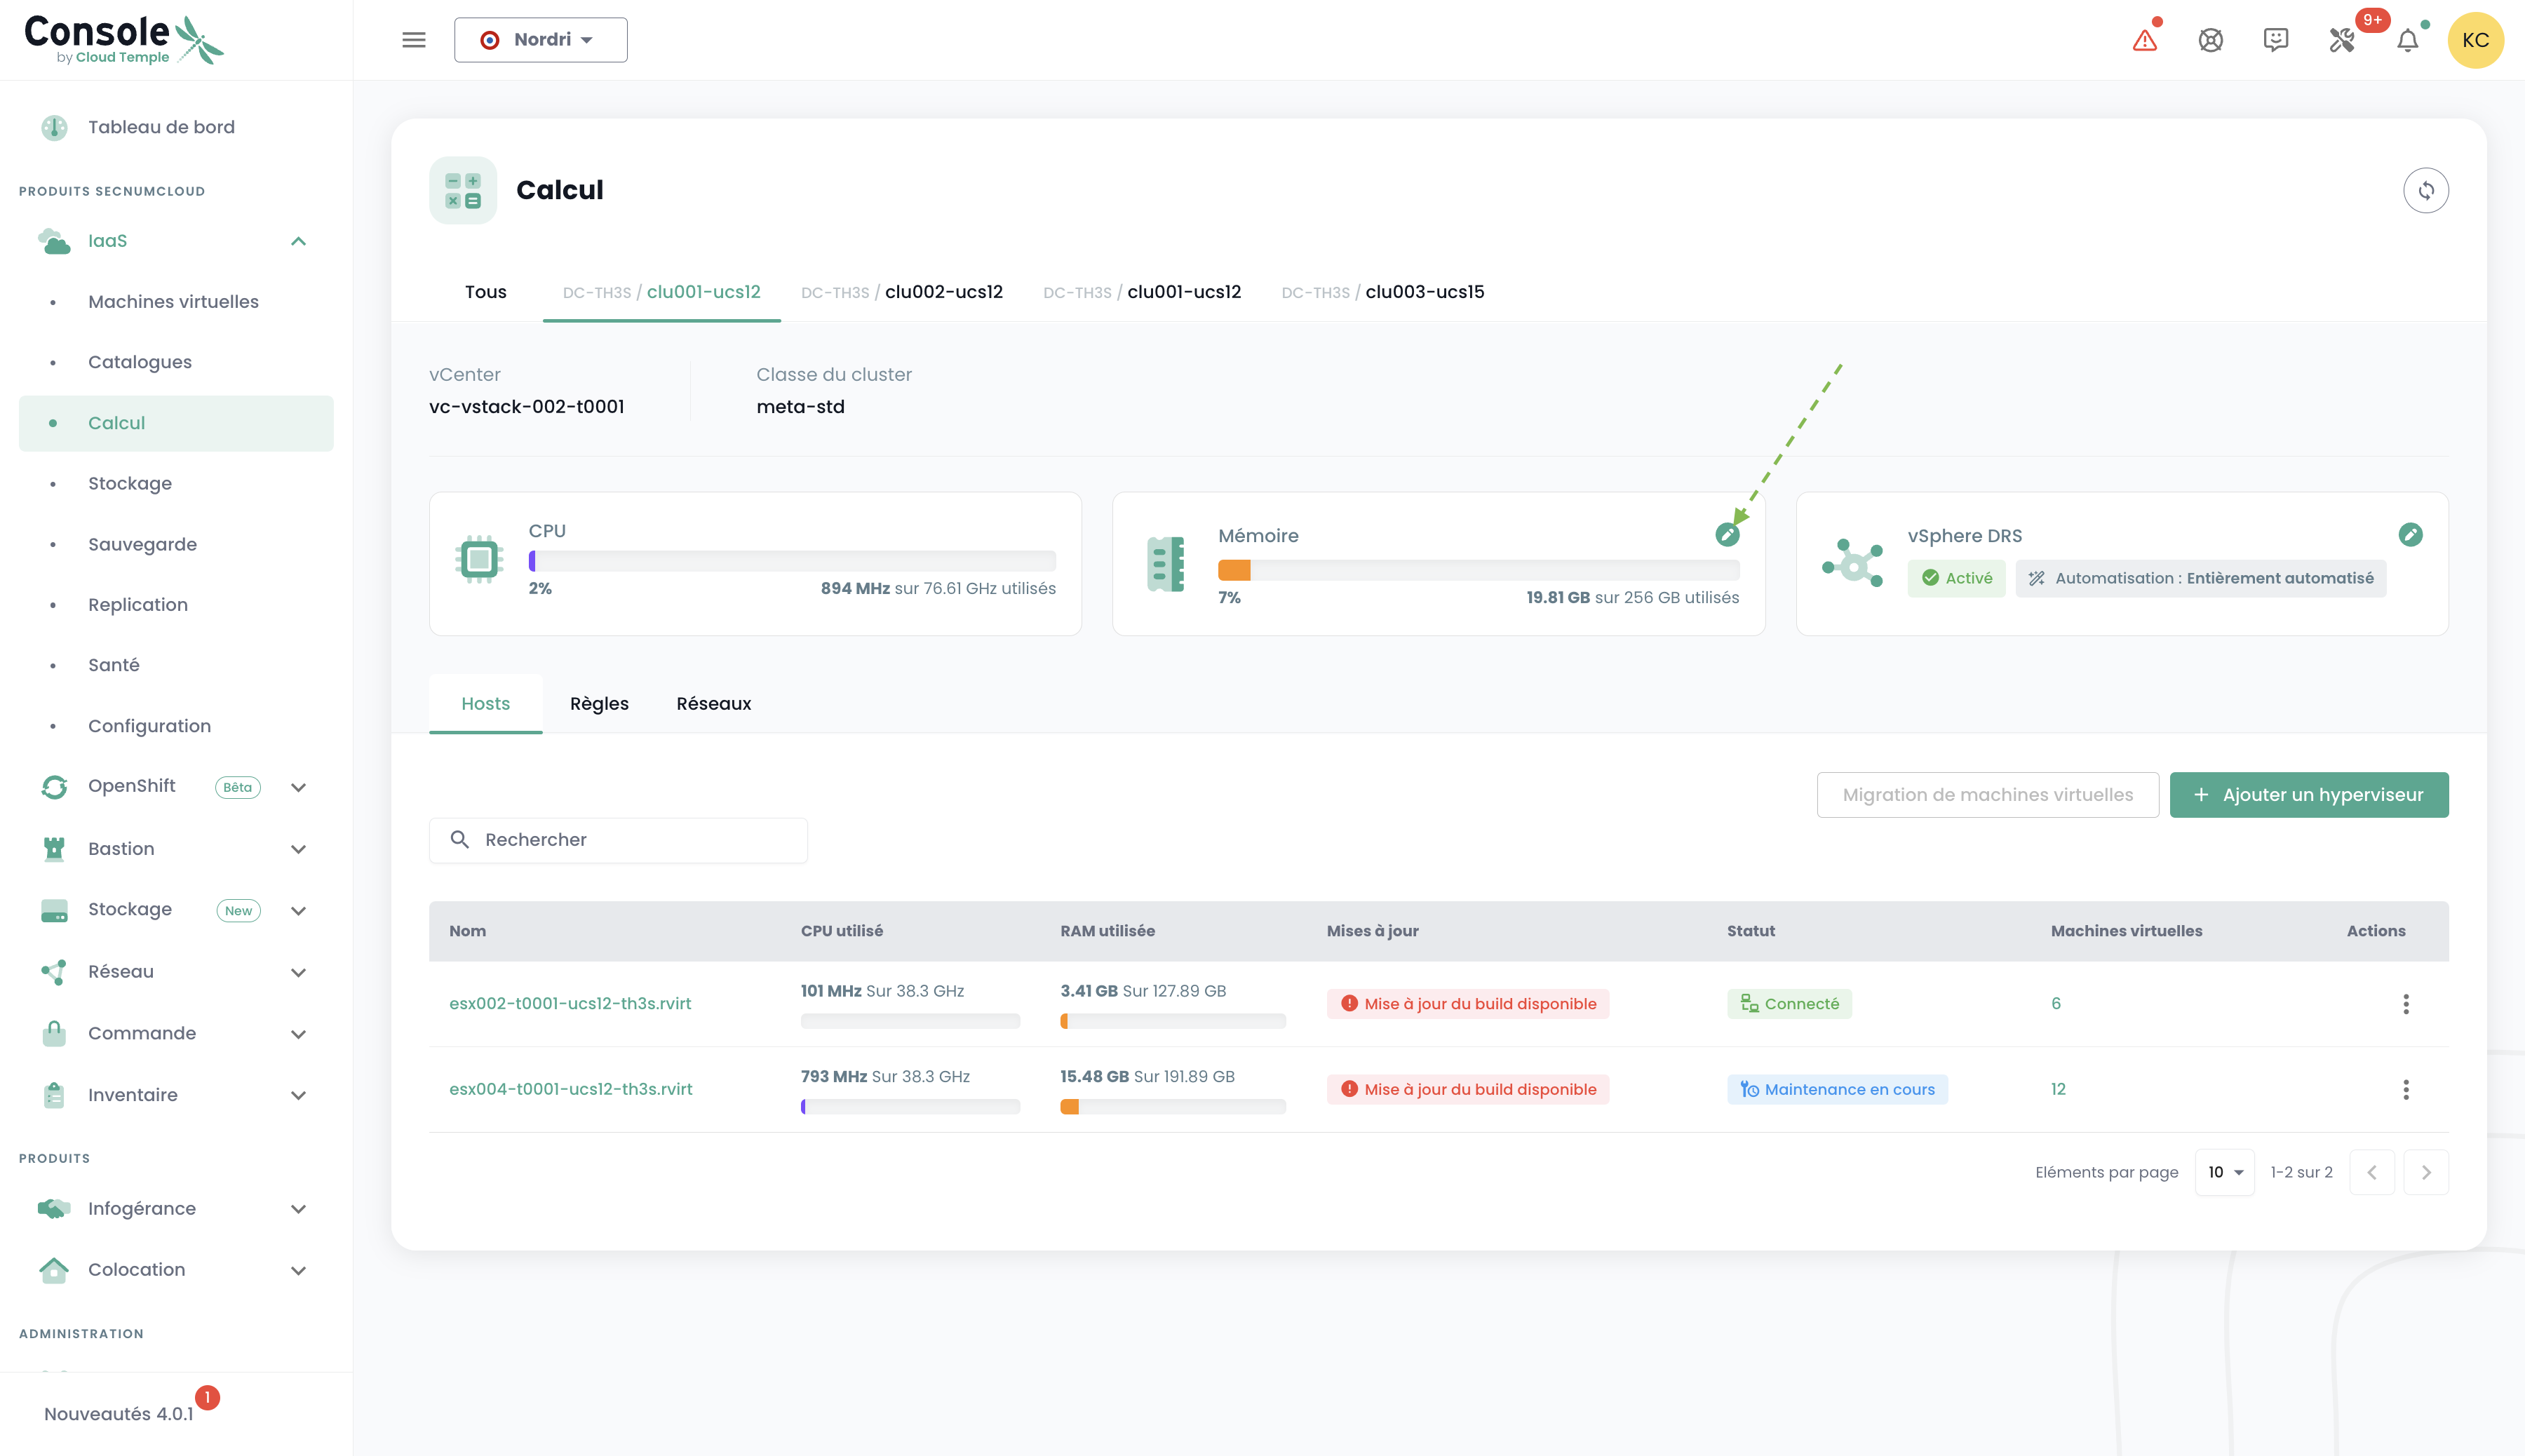 Console
by Cloud Temple
Nordri
9+
KC
Tableau de bord
PRODUITS SECNUMCLOUD
IaaS
Machines virtuelles
Catalogues
Calcul
Stockage
Sauvegarde
Replication
Santé
Configuration
OpenShift Bêta
Bastion
Stockage New
Réseau
Commande
Inventaire
PRODUITS
Infogérance
Colocation
ADMINISTRATION
Nouveautés 4.0.1 1
Calcul
Tous DC-TH3S / clu001-ucs12 DC-TH3S / clu002-ucs12 DC-TH3S / clu001-ucs12 DC-TH3S / clu003-ucs15
vCenter
vc-vstack-002-t0001
Classe du cluster
meta-std
CPU
2% 894 MHz sur 76.61 GHz utilisés
Mémoire
7% 19.81 GB sur 256 GB utilisés
vSphere DRS
Activé Automatisation : Entièrement automatisé
Hosts Règles Réseaux
Migration de machines virtuelles + Ajouter un hyperviseur
Rechercher
Nom CPU utilisé RAM utilisée Mises à jour Statut Machines virtuelles Actions
esx002-t0001-ucs12-th3s.rvirt 101 MHz Sur 38.3 GHz 3.41 GB Sur 127.89 GB Mise à jour du build disponible Connecté 6
esx004-t0001-ucs12-th3s.rvirt 793 MHz Sur 38.3 GHz 15.48 GB Sur 191.89 GB Mise à jour du build disponible Maintenance en cours 12
Eléments par page 10 1-2 sur 2